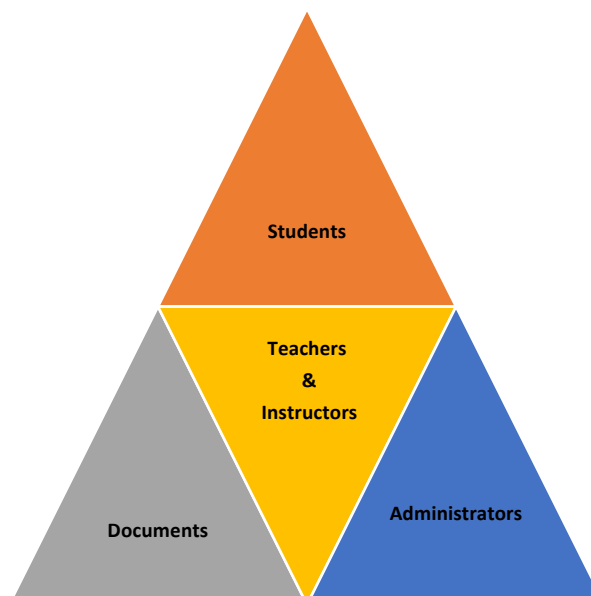 Students
Teachers
&
Instructors
Administrators
Documents